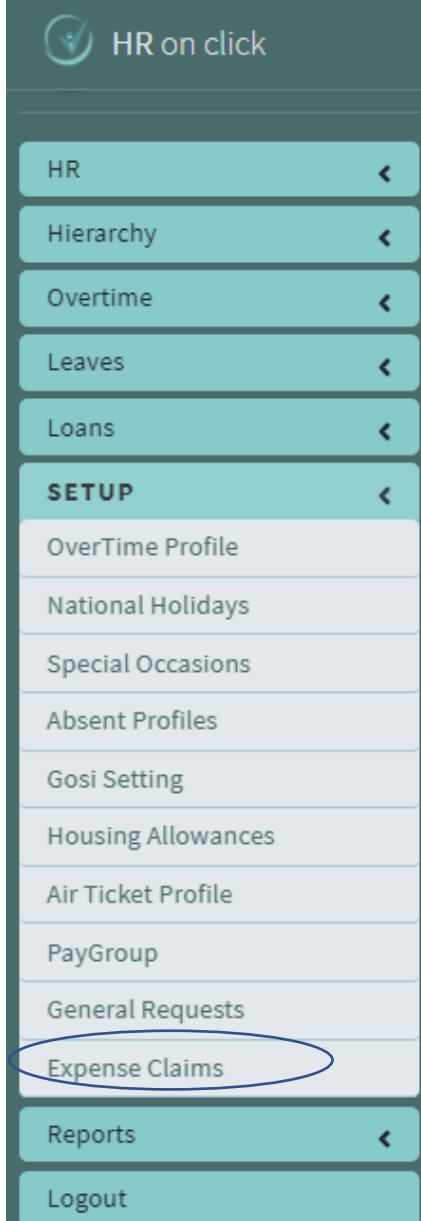 HR on click
HR
Hierarchy
Overtime
Leaves
Loans
SETUP
OverTime Profile
National Holidays
Special Occasions
Absent Profiles
Gosi Setting
Housing Allowances
Air Ticket Profile
PayGroup
General Requests
Expense Claims
Reports
Logout